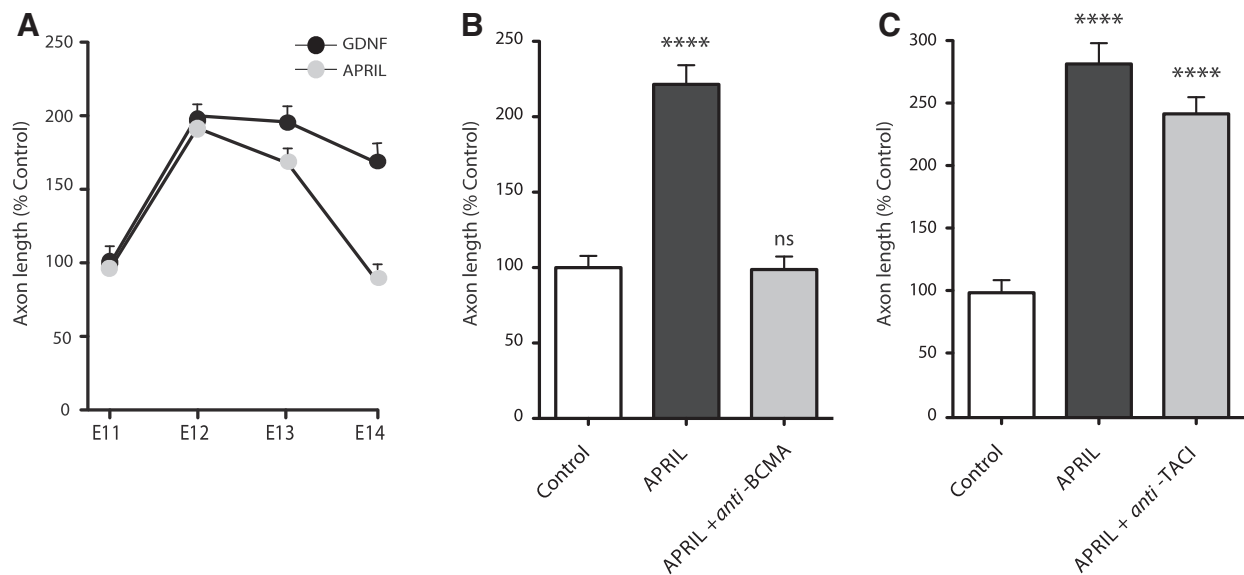 A
GDNF
APRIL
Axon length (% Control)
250
200
150
100
50
0
E11 E12 E13 E14
B
Axon length (% Control)
250
200
150
100
50
0
****
ns
Control
APRIL
APRIL +anti -BCMA
C
Axon length (% Control)
300
250
300
200
150
100
50
0
****
****
Control
APRIL
APRIL + anti -TACI